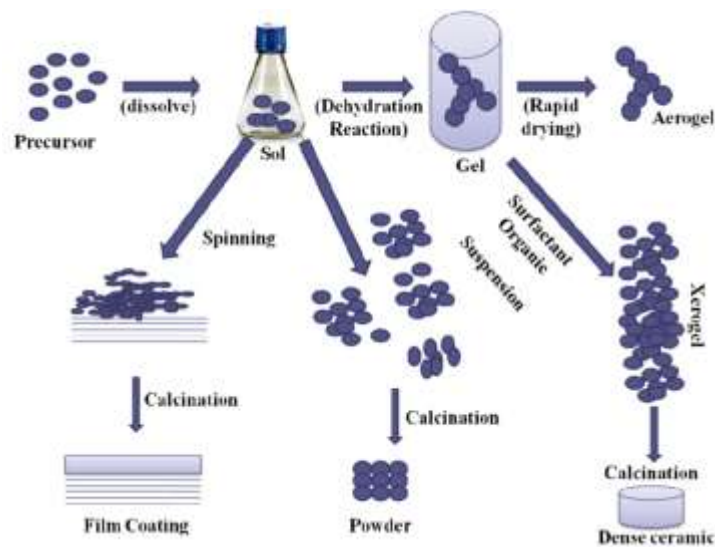 Precursor
(dissolve)
Sol
(Dehydration
Reaction)
Gel
(Rapid
drying)
Aerogel
Spinning
Suspension
Surfactant
Organic
Xerogel
Calcination
Calcination
Calcination
Film Coating
Powder
Dense ceramic